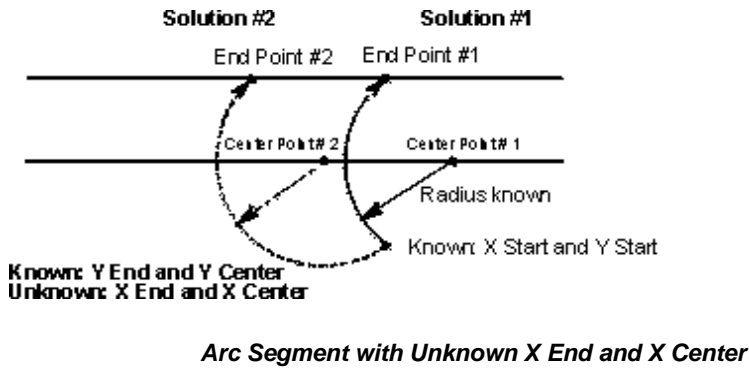 Solution #2 Solution #1
End Point #2 End Point #1
Center Point# 2 Center Point# 1
Radius known
Known: X Start and Y Start
Known: Y End and Y Center
Unknown: X End and X Center
Arc Segment with Unknown X End and X Center